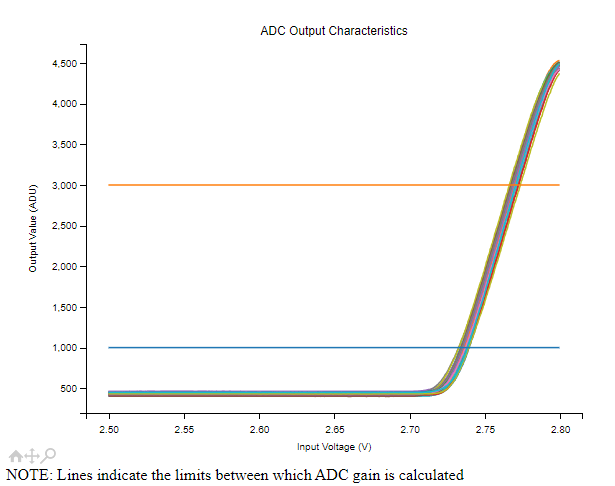 ADC Output Characteristics
4,500
4,000
3,500
3,000
2,500
2,000
1,500
1,000
500
Output Value (ADU)
2.50 2.55 2.60 2.65 2.70 2.75 2.80
Input Voltage (V)
NOTE: Lines indicate the limits between which ADC gain is calculated